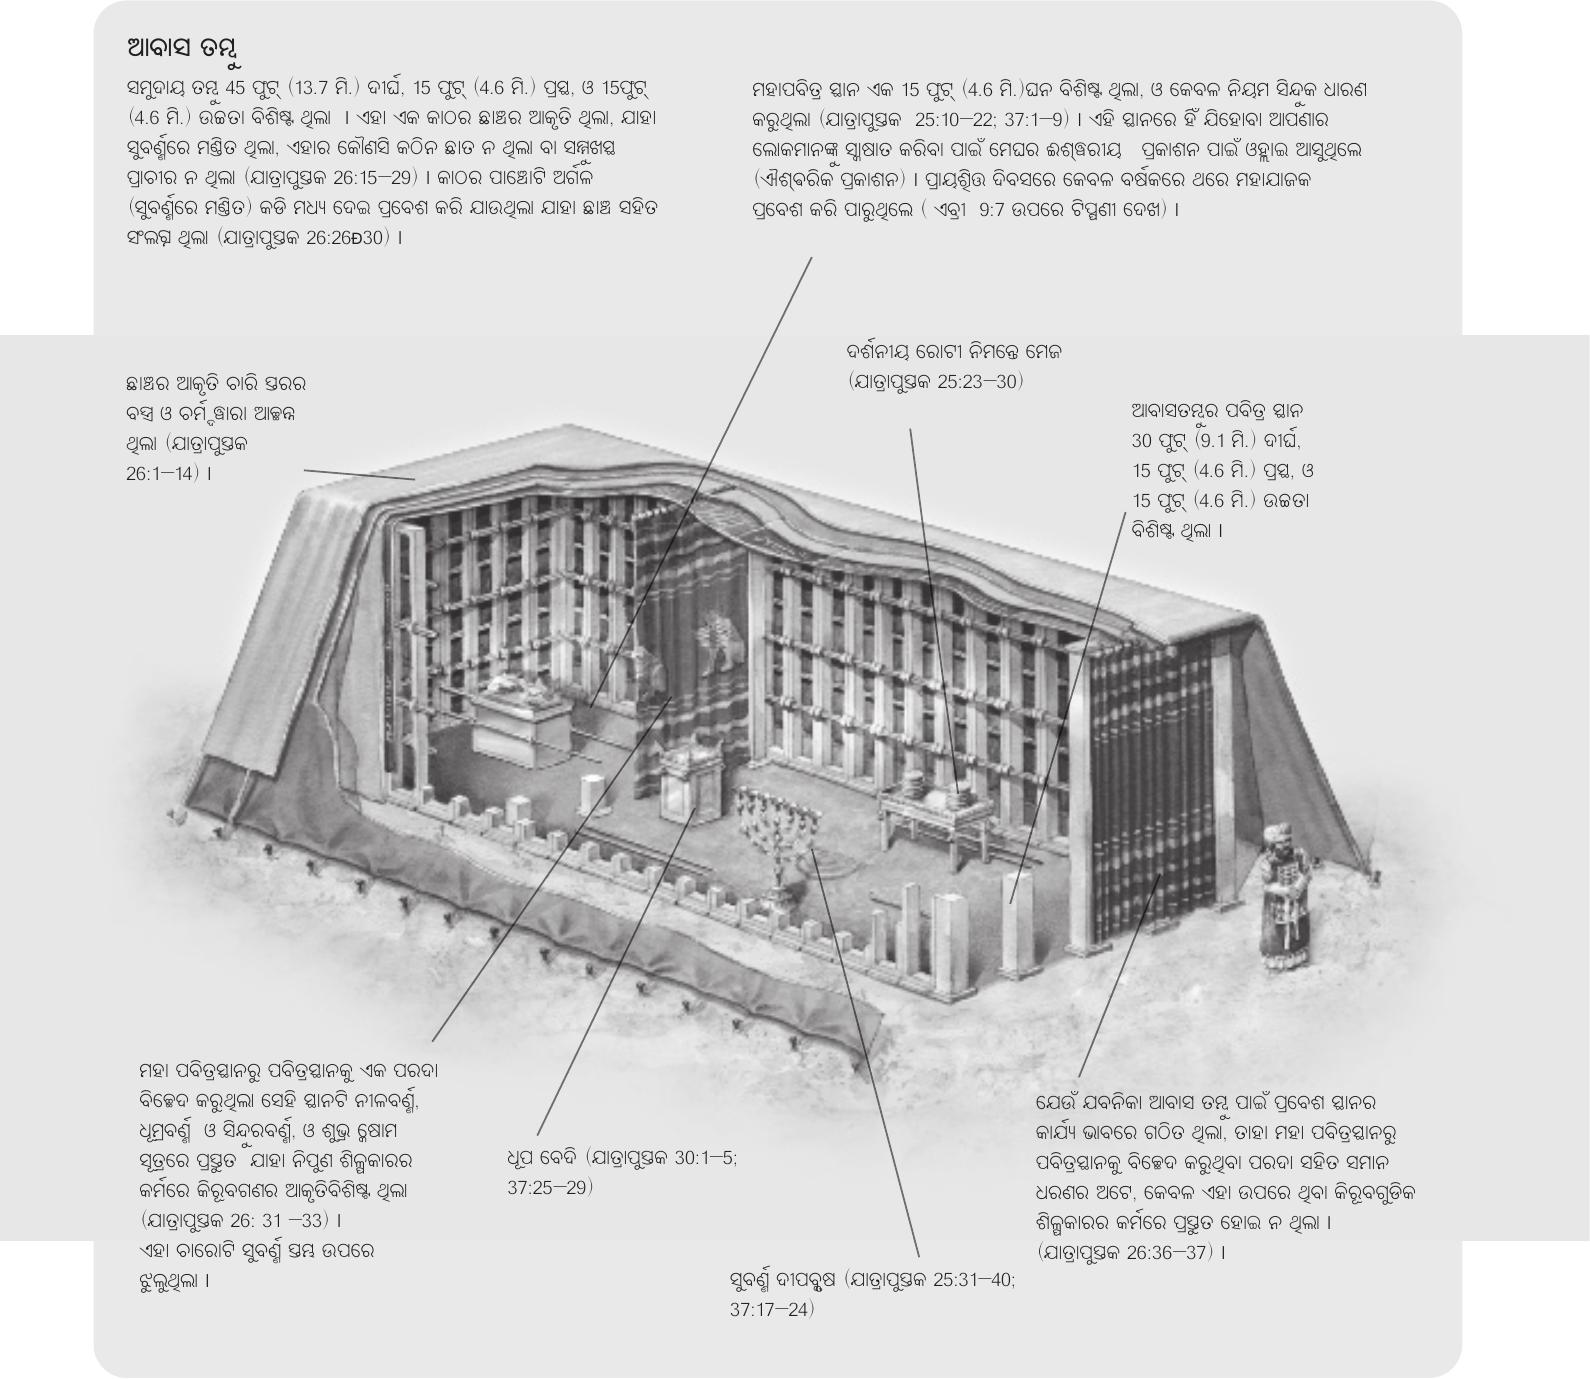 ଆବାସ ତମ୍ବୁ
ସମୁଦାୟ ତମ୍ବୁ 45 ଫୁଟ୍ (13.7 ମି.) ଦୀର୍ଘ, 15 ଫୁଟ୍ (4.6 ମି.) ପ୍ରସ୍ଥ, ଓ 15ଫୁଟ୍
(4.6 ମି.) ଉଚ୍ଚତା ବିଶିଷ୍ଟ ଥିଲା । ଏହା ଏକ କାଠର ଛାଞ୍ଚର ଆକୃତି ଥିଲା, ଯାହା
ସୁବର୍ଣ୍ଣରେ ମଣ୍ଡିତ ଥିଲା, ଏହାର କୌଣସି କଠିନ ଛାତ ନ ଥିଲା ବା ସମ୍ମୁଖସ୍ଥ
ପ୍ରାଚୀର ନ ଥିଲା (ଯାତ୍ରାପୁସ୍ତକ 26:15–29) । କାଠର ପାଞ୍ଚୋଟି ଅର୍ଗଳ
(ସୁବର୍ଣ୍ଣରେ ମଣ୍ଡିତ) କଡି ମଧ୍ୟ ଦେଇ ପ୍ରବେଶ କରି ଯାଉଥିଲା ଯାହା ଛାଞ୍ଚ ସହିତ
ସଂଲଗ୍ନ ଥିଲା (ଯାତ୍ରାପୁସ୍ତକ 26:26Ð30) ।
ମହାପବିତ୍ର ସ୍ଥାନ ଏକ 15 ଫୁଟ୍ (4.6 ମି.)ଘନ ବିଶିଷ୍ଟ ଥିଲା, ଓ କେବଳ ନିୟମ ସିନ୍ଦୁକ ଧାରଣ
କରୁଥିଲା (ଯାତ୍ରାପୁସ୍ତକ 25:10–22; 37:1–9) । ଏହି ସ୍ଥାନରେ ହିଁ ଯିହୋବା ଆପଣାର
ଲୋକମାନଙ୍କୁ ସାକ୍ଷାତ କରିବା ପାଇଁ ମେଘର ଈଶ୍ୱରୀୟ ପ୍ରକାଶନ ପାଇଁ ଓହ୍ଲାଇ ଆସୁଥିଲେ
(ଐଶ୍ଵରିକ ପ୍ରକାଶନ) । ପ୍ରାୟଶ୍ଚିତ୍ତ ଦିବସରେ କେବଳ ବର୍ଷକରେ ଥରେ ମହାଯାଜକ
ପ୍ରବେଶ କରି ପାରୁଥିଲେ ( ଏବ୍ରୀ 9:7 ଉପରେ ଟିପ୍ପଣୀ ଦେଖ) ।
ଦର୍ଶନୀୟ ରୋଟୀ ନିମନ୍ତେ ମେଜ
(ଯାତ୍ରାପୁସ୍ତକ 25:23–30)
ଛାଞ୍ଚର ଆକୃତି ଚାରି ସ୍ତରର
ବସ୍ତ୍ର ଓ ଚର୍ମ ଦ୍ୱାରା ଆଚ୍ଛନ୍ନ
ଥିଲା (ଯାତ୍ରାପୁସ୍ତକ
26:1–14) ।
ଆବାସତମ୍ବୁର ପବିତ୍ର ସ୍ଥାନ
30 ଫୁଟ୍ (9.1 ମି.) ଦୀର୍ଘ,
15 ଫୁଟ୍ (4.6 ମି.) ପ୍ରସ୍ଥ, ଓ
15 ଫୁଟ୍ (4.6 ମି.) ଉଚ୍ଚତା
ବିଶିଷ୍ଟ ଥିଲା ।
ମହା ପବିତ୍ରସ୍ଥାନରୁ ପବିତ୍ରସ୍ଥାନକୁ ଏକ ପରଦା
ବିଚ୍ଛେଦ କରୁଥିଲା ସେହି ସ୍ଥାନଟି ନୀଳବର୍ଣ୍ଣ,
ଧୂମ୍ରବର୍ଣ୍ଣ ଓ ସିନ୍ଦୁରବର୍ଣ୍ଣ, ଓ ଶୁଭ୍ର କ୍ଷୋମ
ସୂତ୍ରରେ ପ୍ରସ୍ତୁତ ଯାହା ନିପୁଣ ଶିଳ୍ପକାରର
କର୍ମରେ କିରୂବଗଣର ଆକୃତିବିଶିଷ୍ଟ ଥିଲା
(ଯାତ୍ରାପୁସ୍ତକ 26: 31 –33) ।
ଏହା ଚାରୋଟି ସୁବର୍ଣ୍ଣ ସ୍ତମ୍ଭ ଉପରେ
ଝୁଲୁଥିଲା ।
ଧୂପ ବେଦି (ଯାତ୍ରାପୁସ୍ତକ 30:1–5;
37:25–29)
ସୁବର୍ଣ୍ଣ ଦୀପବୃକ୍ଷ (ଯାତ୍ରାପୁସ୍ତକ 25:31–40;
37:17–24)
ଯେଉଁ ଯବନିକା ଆବାସ ତମ୍ବୁ ପାଇଁ ପ୍ରବେଶ ସ୍ଥାନର
କାର୍ଯ୍ୟ ଭାବରେ ଗଠିତ ଥିଲା, ତାହା ମହା ପବିତ୍ରସ୍ଥାନରୁ
ପବିତ୍ରସ୍ଥାନକୁ ବିଚ୍ଛେଦ କରୁଥିବା ପରଦା ସହିତ ସମାନ
ଧରଣର ଅଟେ, କେବଳ ଏହା ଉପରେ ଥିବା କିରୂବଗୁଡିକ
ଶିଳ୍ପକାରର କର୍ମରେ ପ୍ରସ୍ତୁତ ହୋଇ ନ ଥିଲା ।
(ଯାତ୍ରାପୁସ୍ତକ 26:36–37) ।